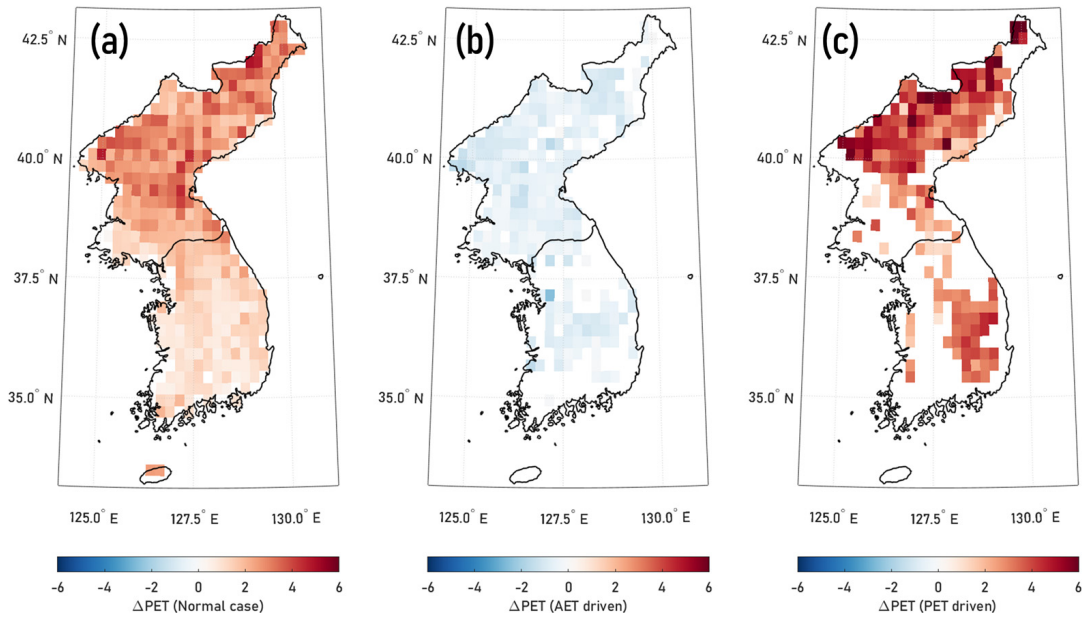 (a)
42.5° N
40.0° N
37.5° N
35.0° N
125.0° E 127.5° E 130.0° E
-6 -4 -2 0 2 4 6
ΔPET (Normal case)
(b)
42.5° N
40.0° N
37.5° N
35.0° N
125.0° E 127.5° E 130.0° E
-6 -4 -2 0 2 4 6
ΔPET (AET driven)
(c)
42.5° N
40.0° N
37.5° N
35.0° N
125.0° E 127.5° E 130.0° E
-6 -4 -2 0 2 4 6
ΔPET (PET driven)